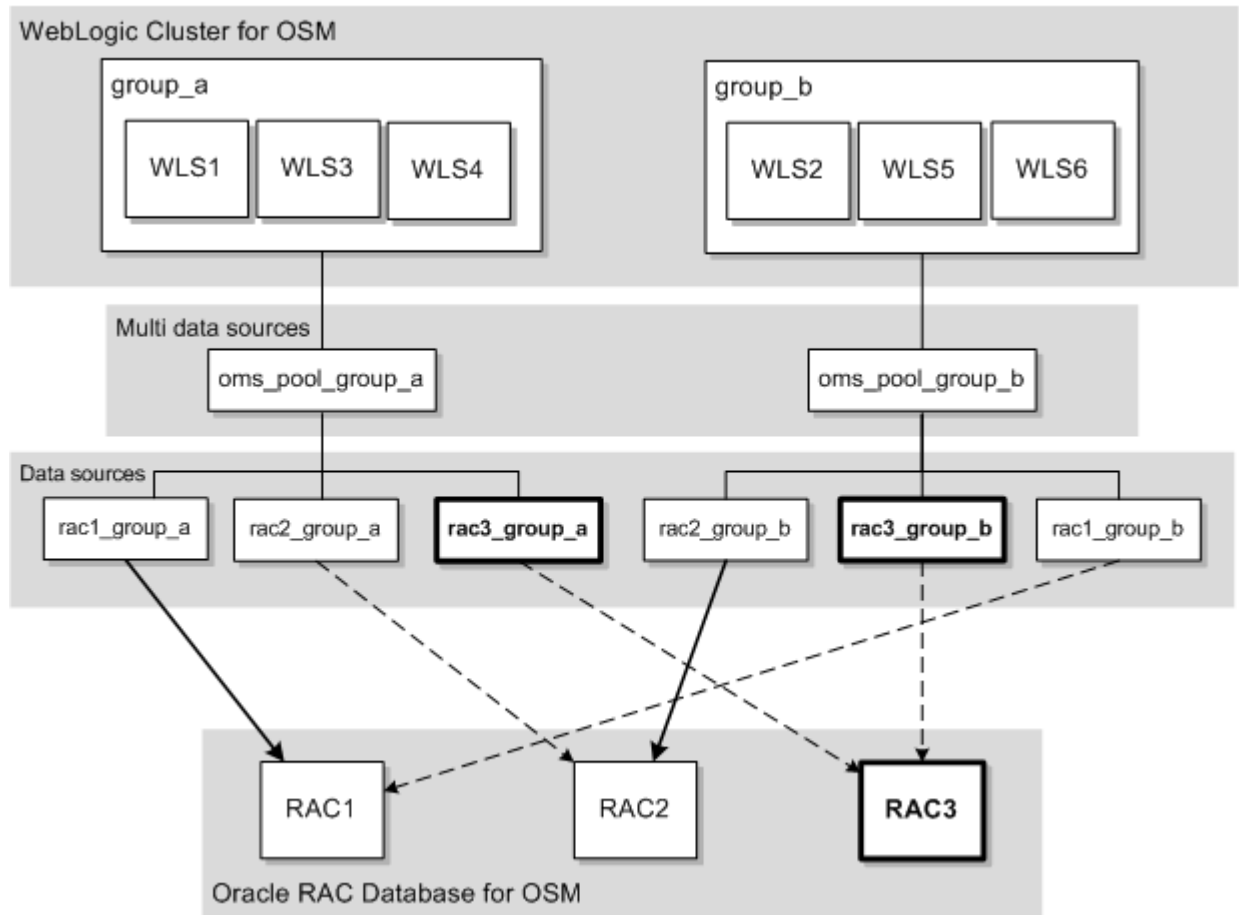 WebLogic Cluster for OSM
group_a
WLS1
WLS3
WLS4
group_b
WLS2
WLS5
WLS6
Multi data sources
oms_pool_group_a
oms_pool_group_b
Data sources
rac1_group_a
rac2_group_a
rac3_group_a
rac2_group_b
rac3_group_b
rac1_group_b
RAC1
RAC2
RAC3
Oracle RAC Database for OSM